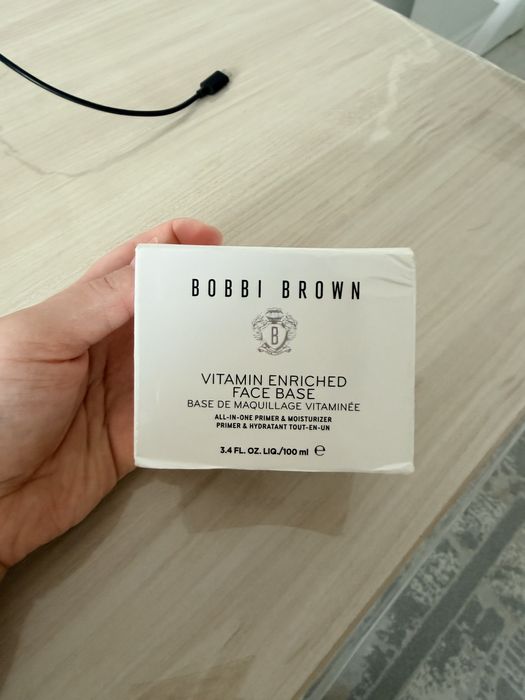 BOBBI BROWN
B
VITAMIN ENRICHED
FACE BASE
BASE DE MAQUILLAGE VITAMINÉE
ALL-IN-ONE PRIMER & MOISTURIZER
PRIMER & HYDRATANT TOUT-EN-UN
3.4 FL. OZ. LIQ./100 ml ℮